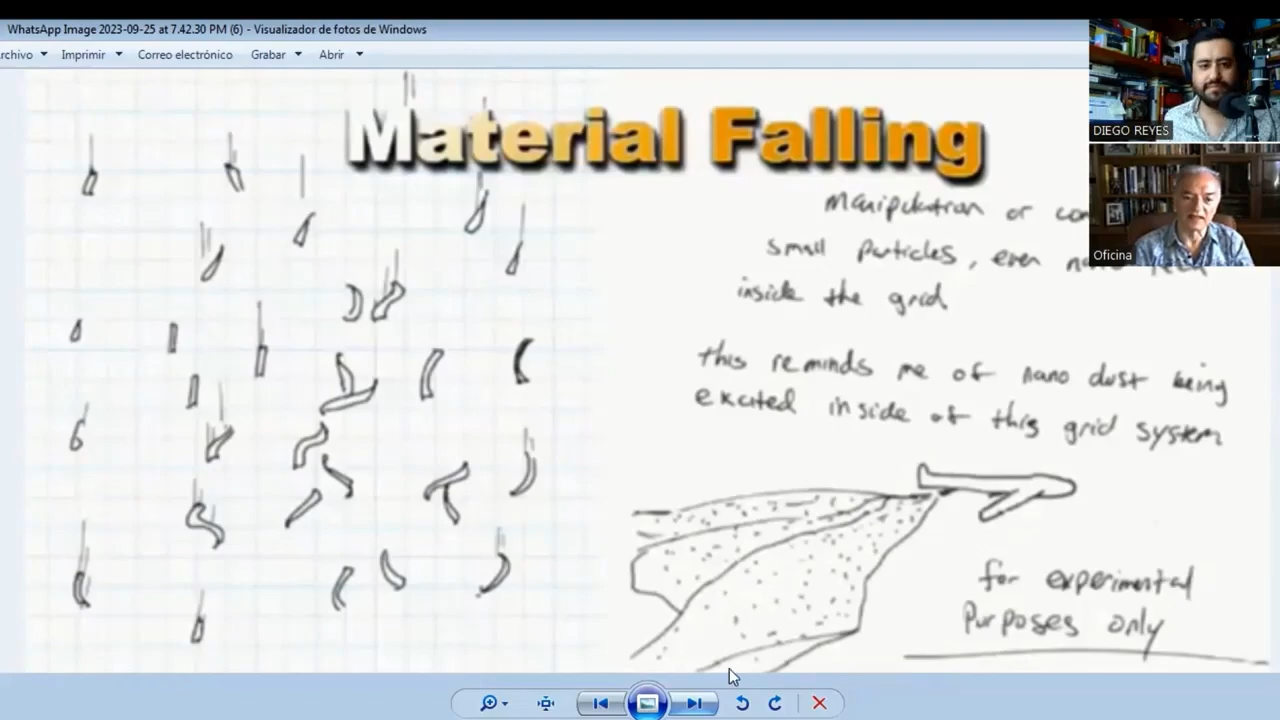 WhatsApp Image 2023-09-25 at 7.42.30 PM (6) - Visualizador de fotos de Windows
rchivo Imprimir Correo electrónico Grabar Abrir
DIEGO REYES
Oficina
Material Falling
Manipulation or
small particles, even
inside the grid
this reminds me of nano dust being
excited inside of this grid system
for experimental
Purposes only